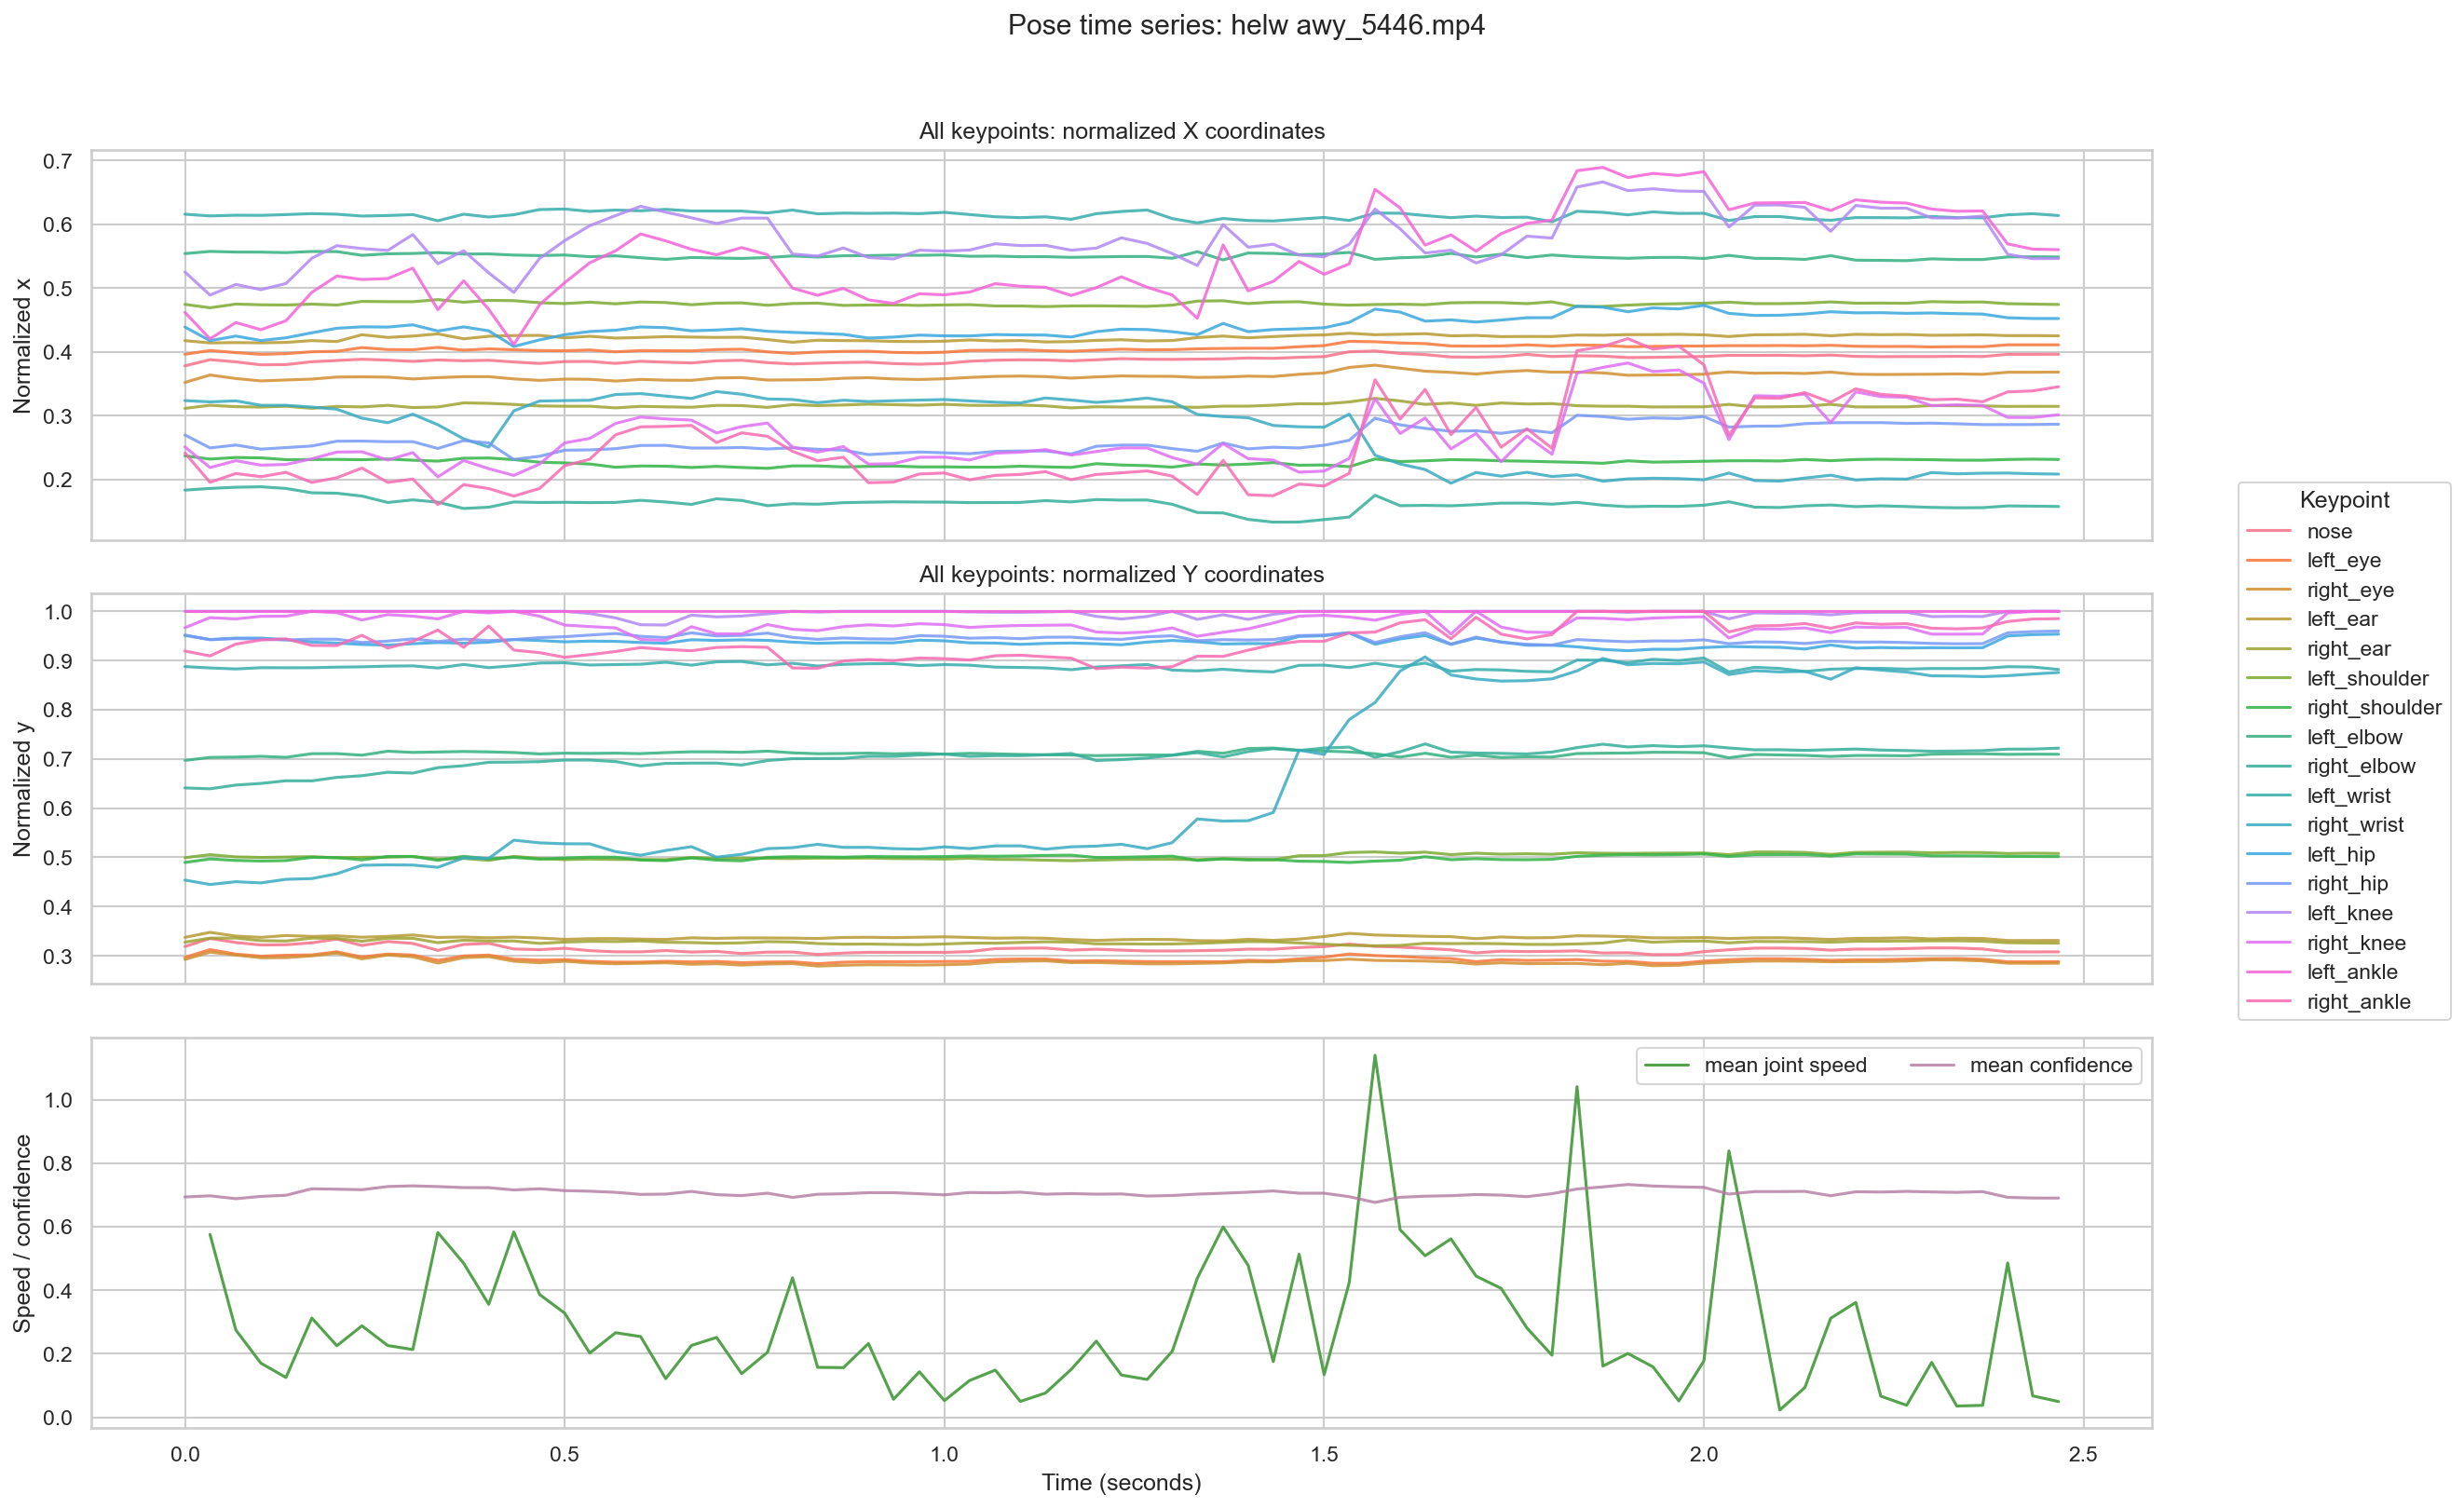 Pose time series: helw awy_5446.mp4
All keypoints: normalized X coordinates
Normalized x
0.7
0.6
0.5
0.4
0.3
0.2
All keypoints: normalized Y coordinates
Normalized y
1.0
0.9
0.8
0.7
0.6
0.5
0.4
0.3
Keypoint
nose
left_eye
right_eye
left_ear
right_ear
left_shoulder
right_shoulder
left_elbow
right_elbow
left_wrist
right_wrist
left_hip
right_hip
left_knee
right_knee
left_ankle
right_ankle
mean joint speed
mean confidence
Speed / confidence
1.0
0.8
0.6
0.4
0.2
0.0
0.0 0.5 1.0 1.5 2.0 2.5
Time (seconds)